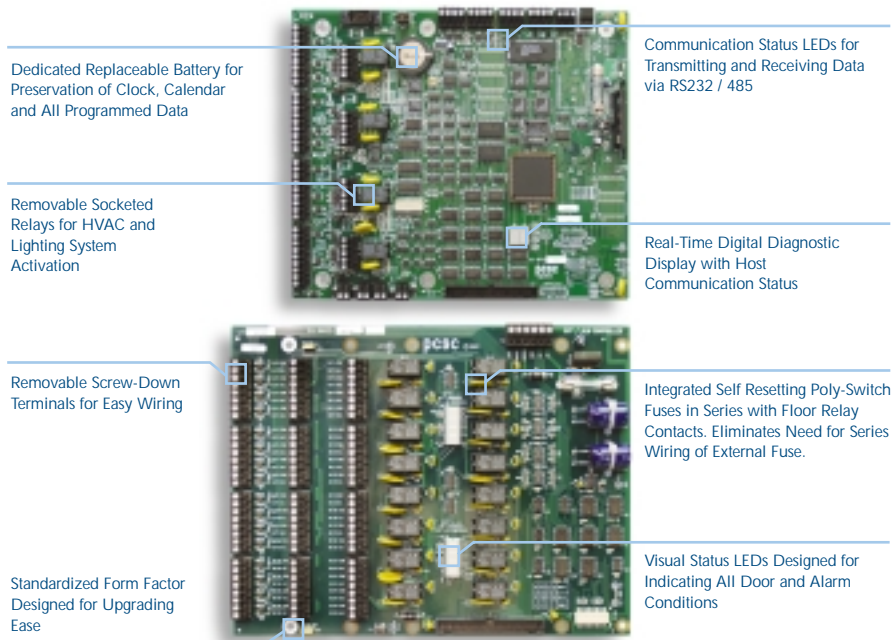 Dedicated Replaceable Battery for
Preservation of Clock, Calendar
and All Programmed Data
Communication Status LEDs for
Transmitting and Receiving Data
via RS232 / 485
Removable Socketed
Relays for HVAC and
Lighting System
Activation
Real-Time Digital Diagnostic
Display with Host
Communication Status
pcsc
Removable Screw-Down
Terminals for Easy Wiring
Integrated Self Resetting Poly-Switch
Fuses in Series with Floor Relay
Contacts. Eliminates Need for Series
Wiring of External Fuse.
Visual Status LEDs Designed for
Indicating All Door and Alarm
Conditions
Standardized Form Factor
Designed for Upgrading
Ease